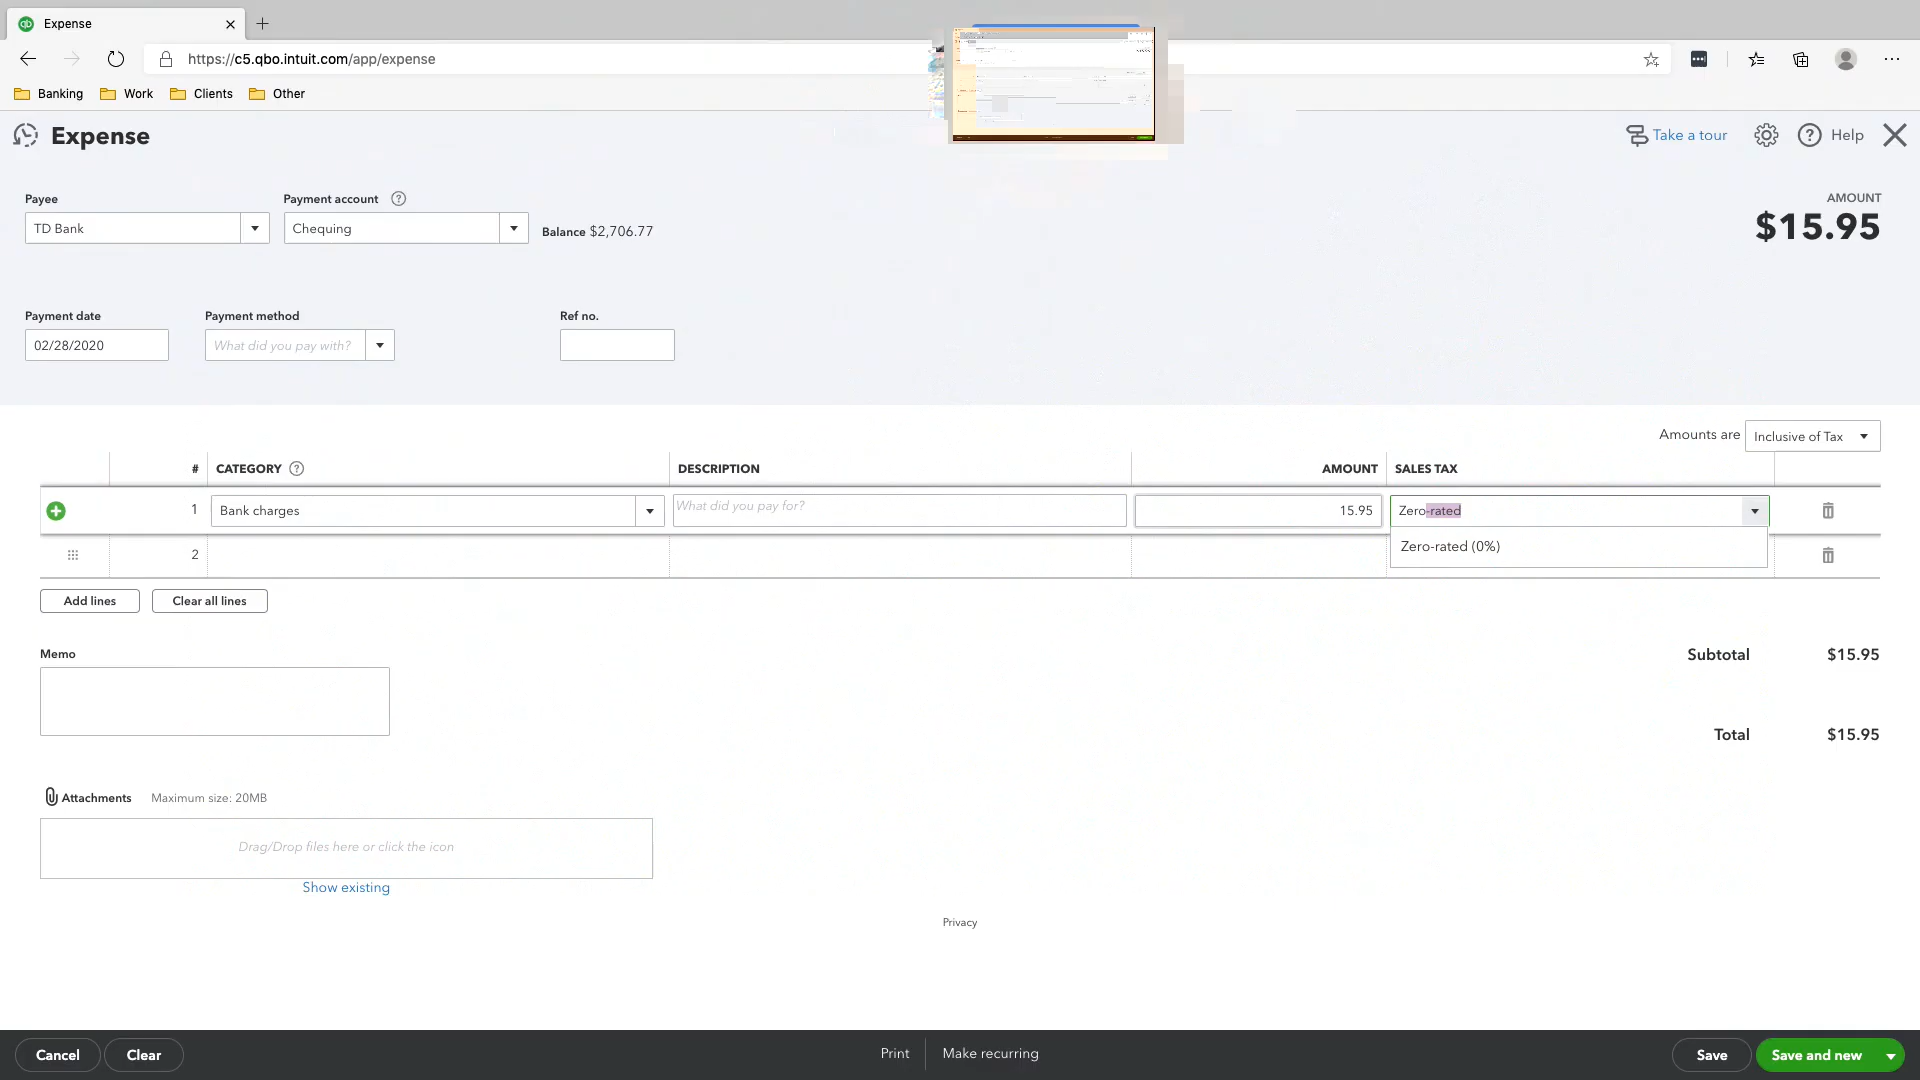 Expense
https://c5.qbo.intuit.com/app/expense
Banking Work Clients Other
Expense
Take a tour Help
Payee Payment account
AMOUNT
TD Bank Chequing Balance $2,706.77 $15.95
Payment date Payment method Ref no.
02/28/2020 What did you pay with?
Amounts are Inclusive of Tax
# CATEGORY DESCRIPTION AMOUNT SALES TAX
1 Bank charges What did you pay for? 15.95 Zero-rated
Zero-rated (0%)
2
Add lines Clear all lines
Memo
Subtotal $15.95
Total $15.95
Attachments Maximum size: 20MB
Drag/Drop files here or click the icon
Show existing
Privacy
Cancel Clear Print Make recurring Save Save and new